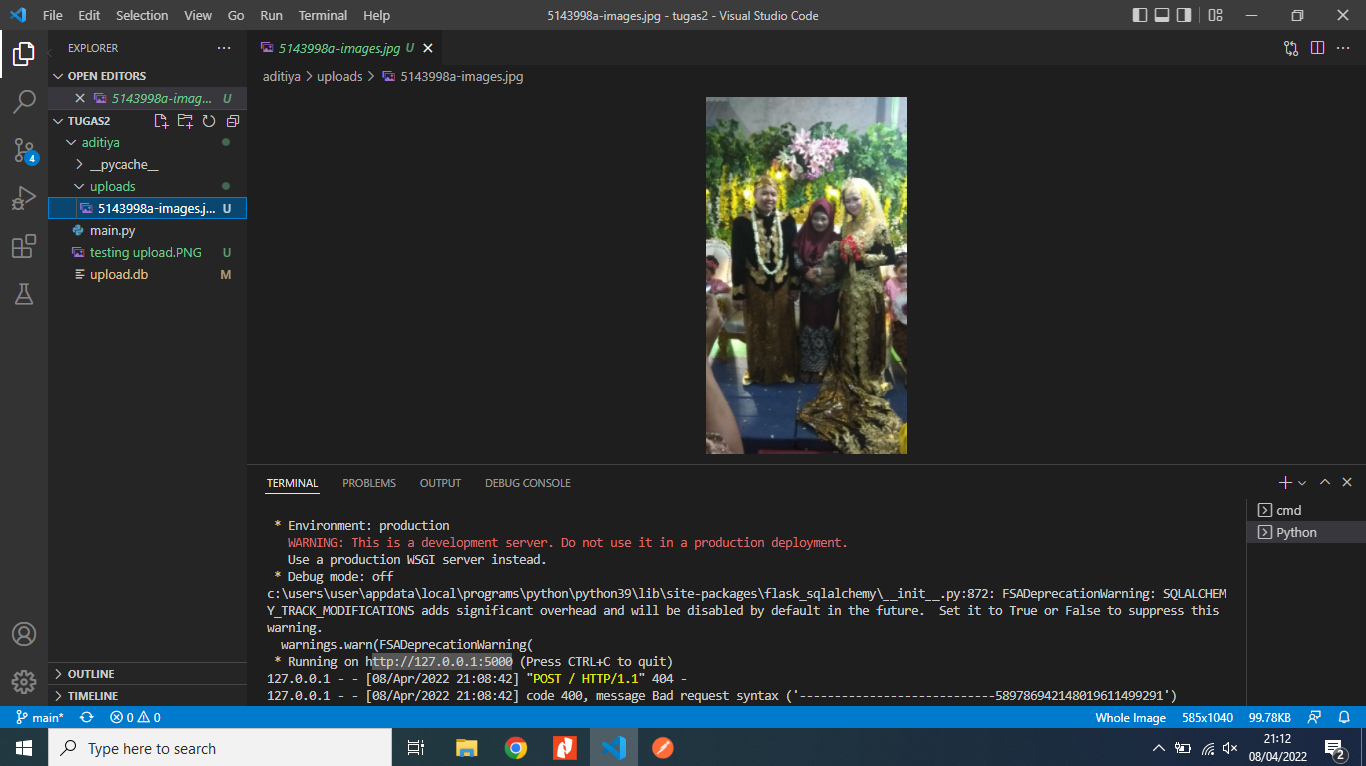 File Edit Selection View Go Run Terminal Help
5143998a-images.jpg - tugas2 - Visual Studio Code
EXPLORER
OPEN EDITORS
5143998a-imag... U
TUGAS2
aditiya
__pycache__
uploads
5143998a-images.j... U
main.py
testing upload.PNG U
upload.db M
OUTLINE
TIMELINE
4
5143998a-images.jpg U
aditiya > uploads > 5143998a-images.jpg
TERMINAL PROBLEMS OUTPUT DEBUG CONSOLE
* Environment: production
WARNING: This is a development server. Do not use it in a production deployment.
Use a production WSGI server instead.
* Debug mode: off
c:\users\user\appdata\local\programs\python\python39\lib\site-packages\flask_sqlalchemy\__init__.py:872: FSADeprecationWarning: SQLALCHEM
Y_TRACK_MODIFICATIONS adds significant overhead and will be disabled by default in the future.  Set it to True or False to suppress this
warning.
warnings.warn(FSADeprecationWarning(
* Running on http://127.0.0.1:5000 (Press CTRL+C to quit)
127.0.0.1 - - [08/Apr/2022 21:08:42] "POST / HTTP/1.1" 404 -
127.0.0.1 - - [08/Apr/2022 21:08:42] code 400, message Bad request syntax ('----------------------------589786942148019611499291')
cmd
Python
main* 0 0
Whole Image 585x1040 99.78KB
Type here to search
21:12
08/04/2022
2